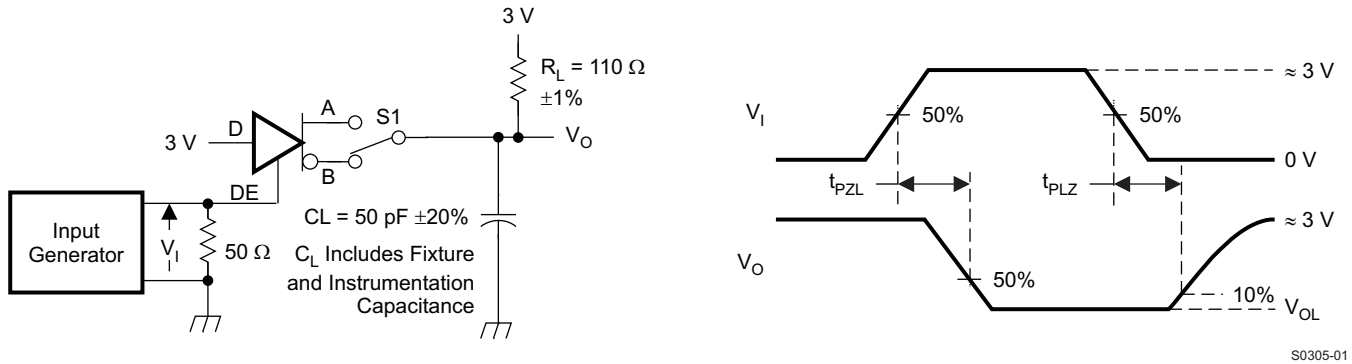 3 V
R_L = 110 Ω
±1%
A
S1
D
3 V
V_O
B
DE
Input
Generator
V_I
50 Ω
CL = 50 pF ±20%
C_L Includes Fixture
and Instrumentation
Capacitance
≈ 3 V
V_I
50%
50%
0 V
t_PZL
t_PLZ
≈ 3 V
V_O
50%
10%
V_OL
S0305-01